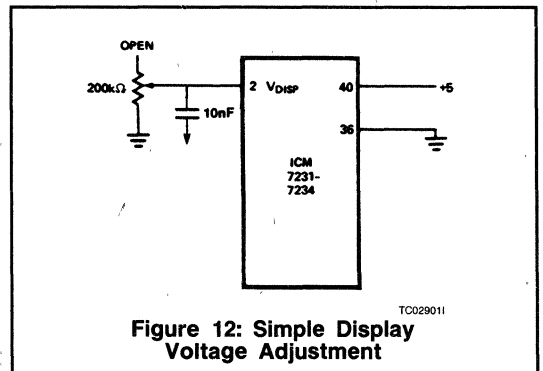 OPEN
200kΩ
10nF
2 VDISP 40 +5
36
ICM
7231-
7234
TC02901I
Figure 12: Simple Display
Voltage Adjustment